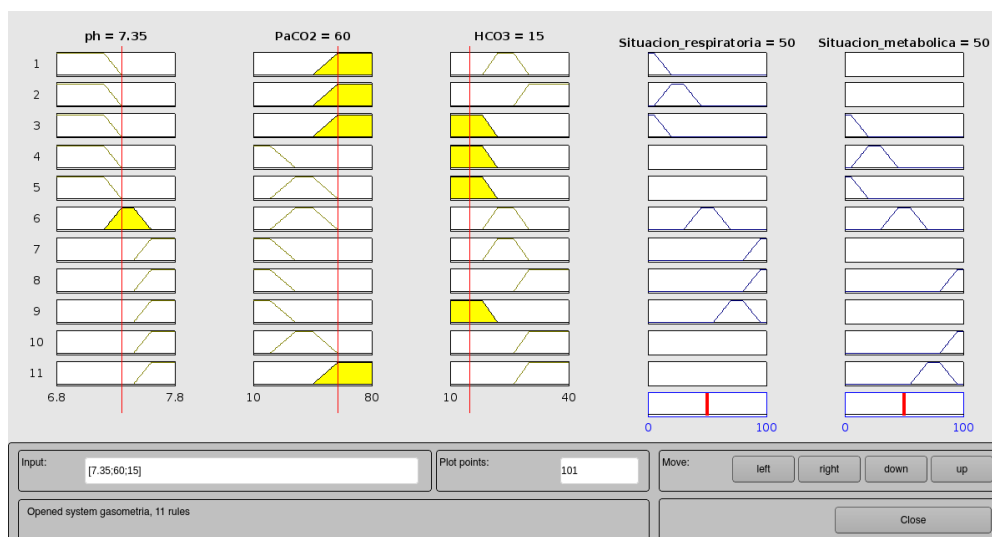 ph = 7.35
PaCO2 = 60
HCO3 = 15
Situacion_respiratoria = 50
Situacion_metabolica = 50
1
2
3
4
5
6
7
8
9
10
11
6.8 7.8
10 80
10 40
0 100
0 100
Input:
[7.35;60;15]
Plot points:
101
Move:
left
right
down
up
Opened system gasometria, 11 rules
Close